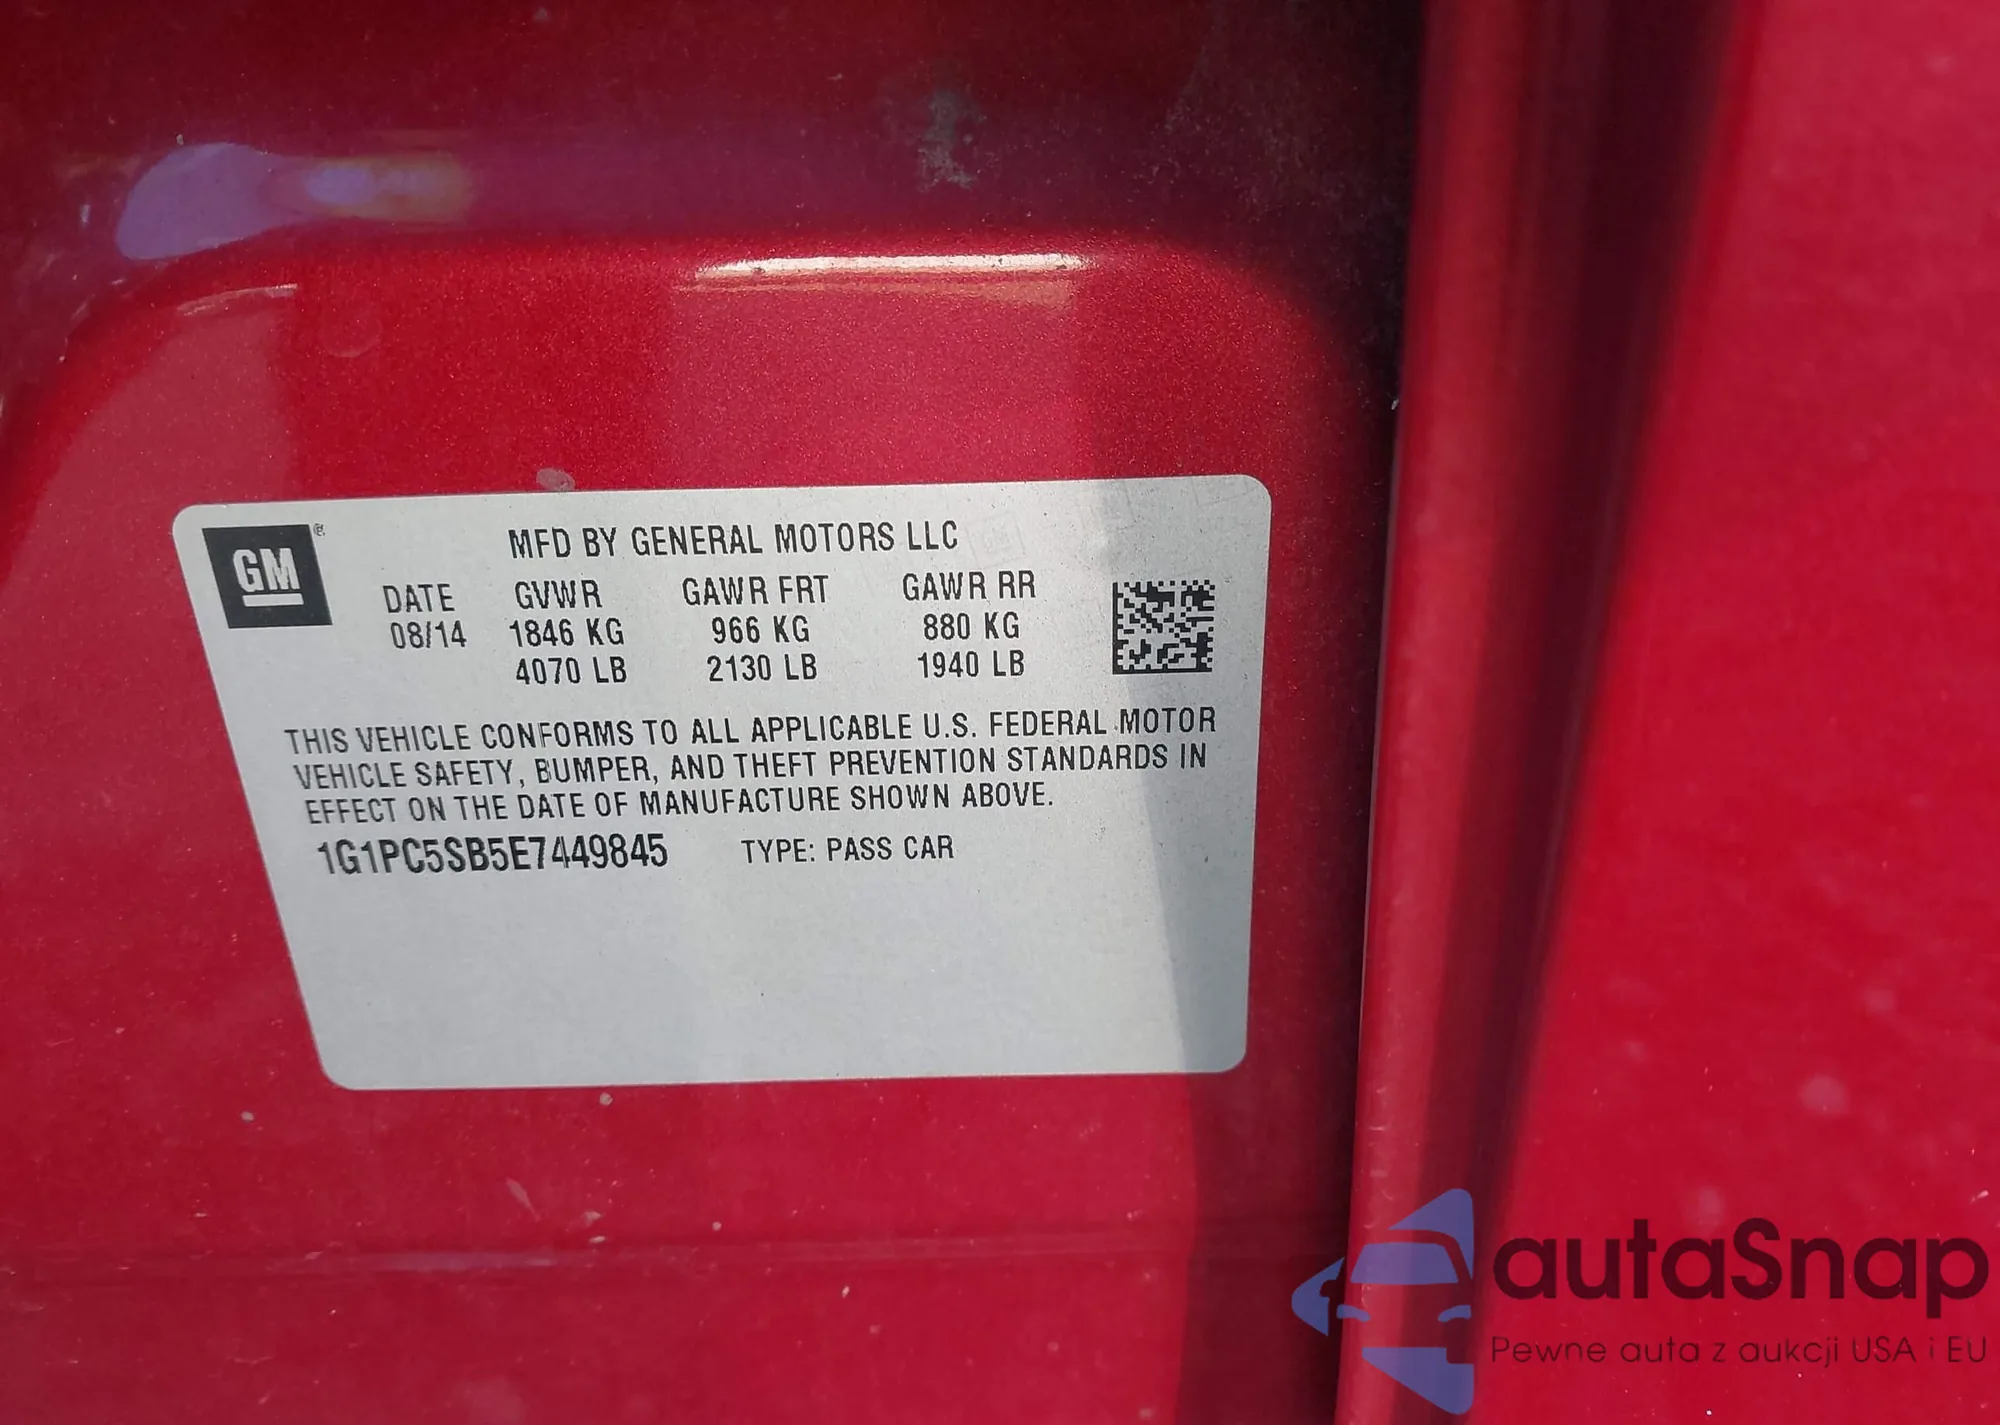 GM®
MFD BY GENERAL MOTORS LLC
DATE GVWR GAWR FRT GAWR RR
08/14 1846 KG 966 KG 880 KG
4070 LB 2130 LB 1940 LB
THIS VEHICLE CONFORMS TO ALL APPLICABLE U.S. FEDERAL MOTOR
VEHICLE SAFETY, BUMPER, AND THEFT PREVENTION STANDARDS IN
EFFECT ON THE DATE OF MANUFACTURE SHOWN ABOVE.
1G1PC5SB5E7449845 TYPE: PASS CAR
autaSnap
Pewne auta z aukcji USA i EU